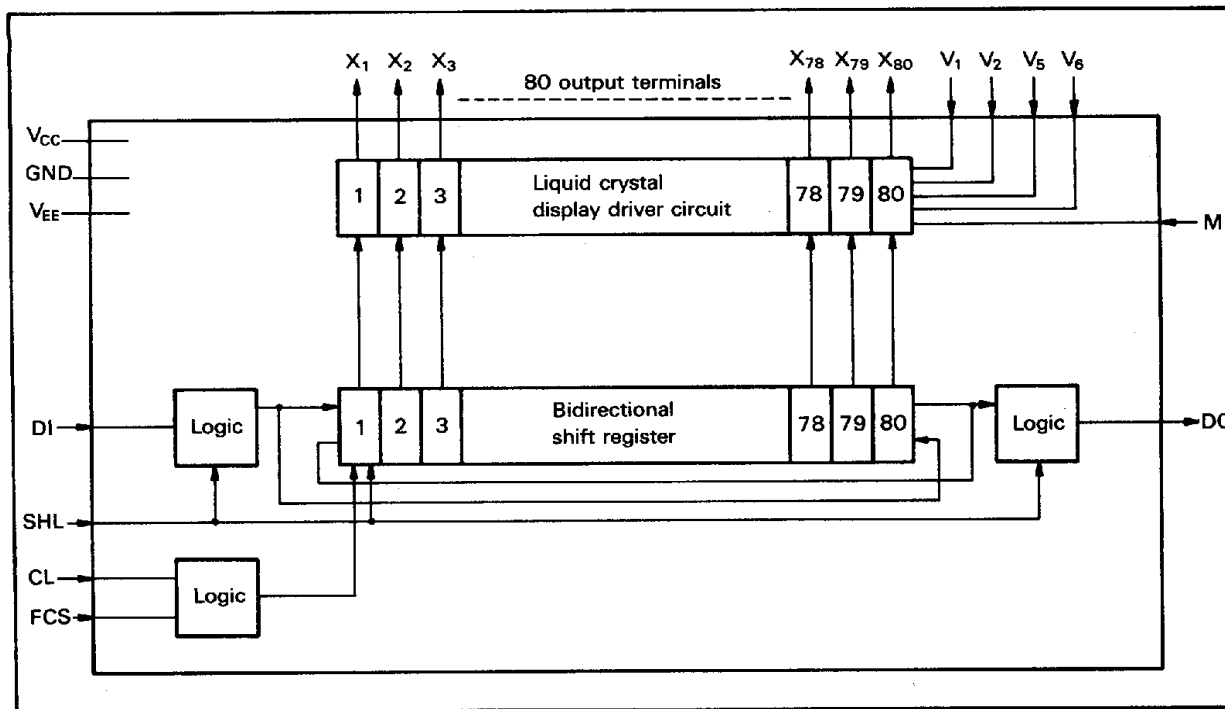 X1 X2 X3 80 output terminals X78 X79 X80 V1 V2 V5 V6
VCC
GND
VEE
1 2 3 Liquid crystal display driver circuit 78 79 80
M
DI
Logic
1 2 3 Bidirectional shift register 78 79 80
Logic
SHL
CL
Logic
FCS